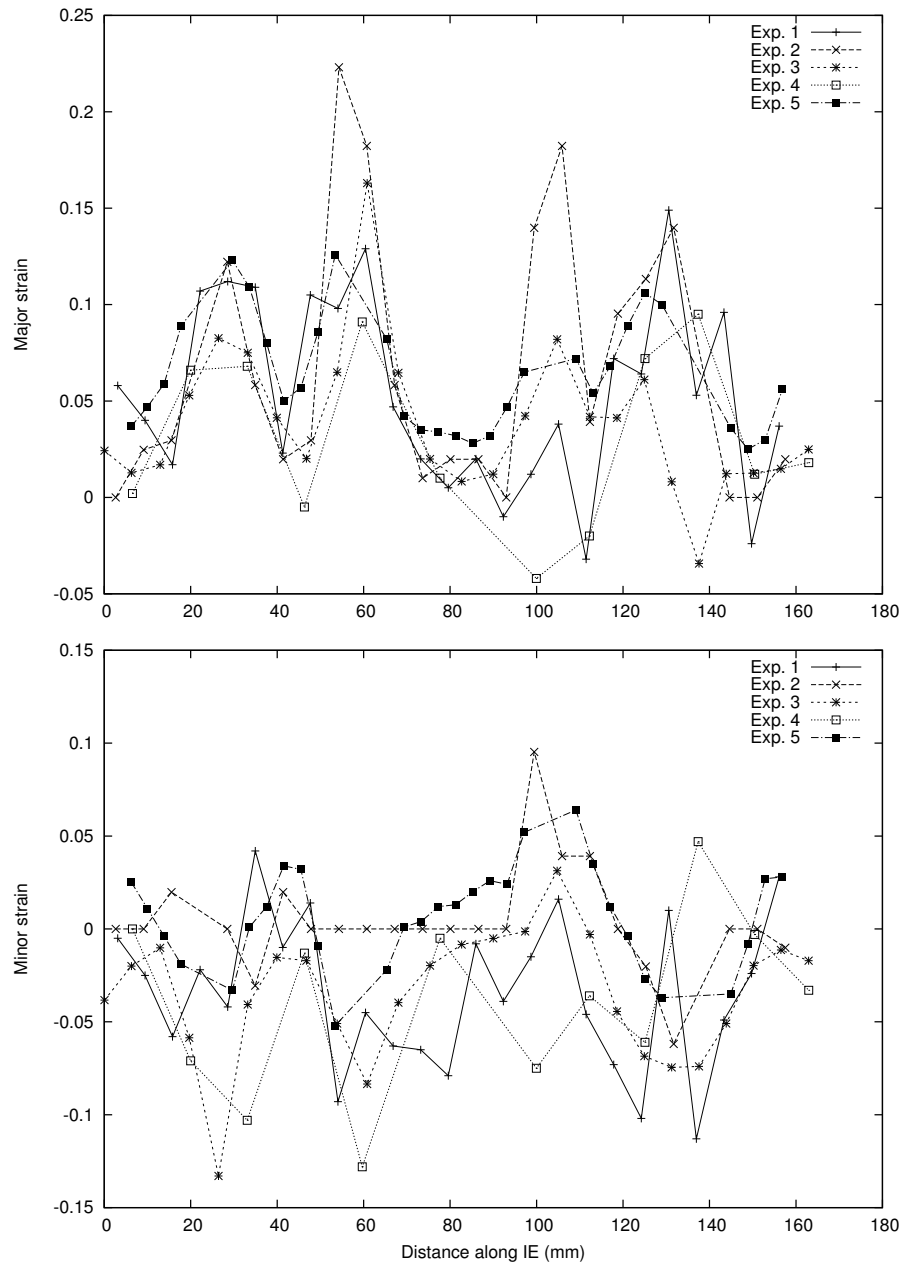 0.25
0.2
0.15
0.1
0.05
0
-0.05
Major strain
Exp. 1
Exp. 2
Exp. 3
Exp. 4
Exp. 5
0 20 40 60 80 100 120 140 160 180
0.15
0.1
0.05
0
-0.05
-0.1
-0.15
Minor strain
Exp. 1
Exp. 2
Exp. 3
Exp. 4
Exp. 5
0 20 40 60 80 100 120 140 160 180
Distance along IE (mm)